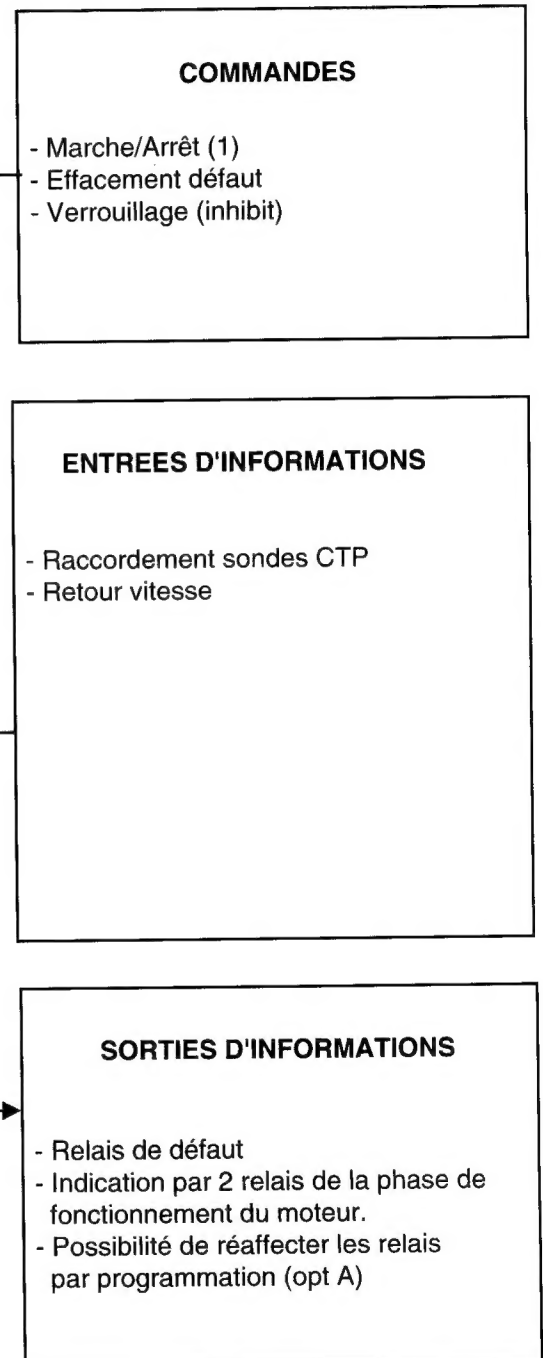 COMMANDES
- Marche/Arrêt (1)
- Effacement défaut
- Verrouillage (inhibit)
ENTREES D'INFORMATIONS
- Raccordement sondes CTP
- Retour vitesse
SORTIES D'INFORMATIONS
- Relais de défaut
- Indication par 2 relais de la phase de
fonctionnement du moteur.
- Possibilité de réaffecter les relais
par programmation (opt A)